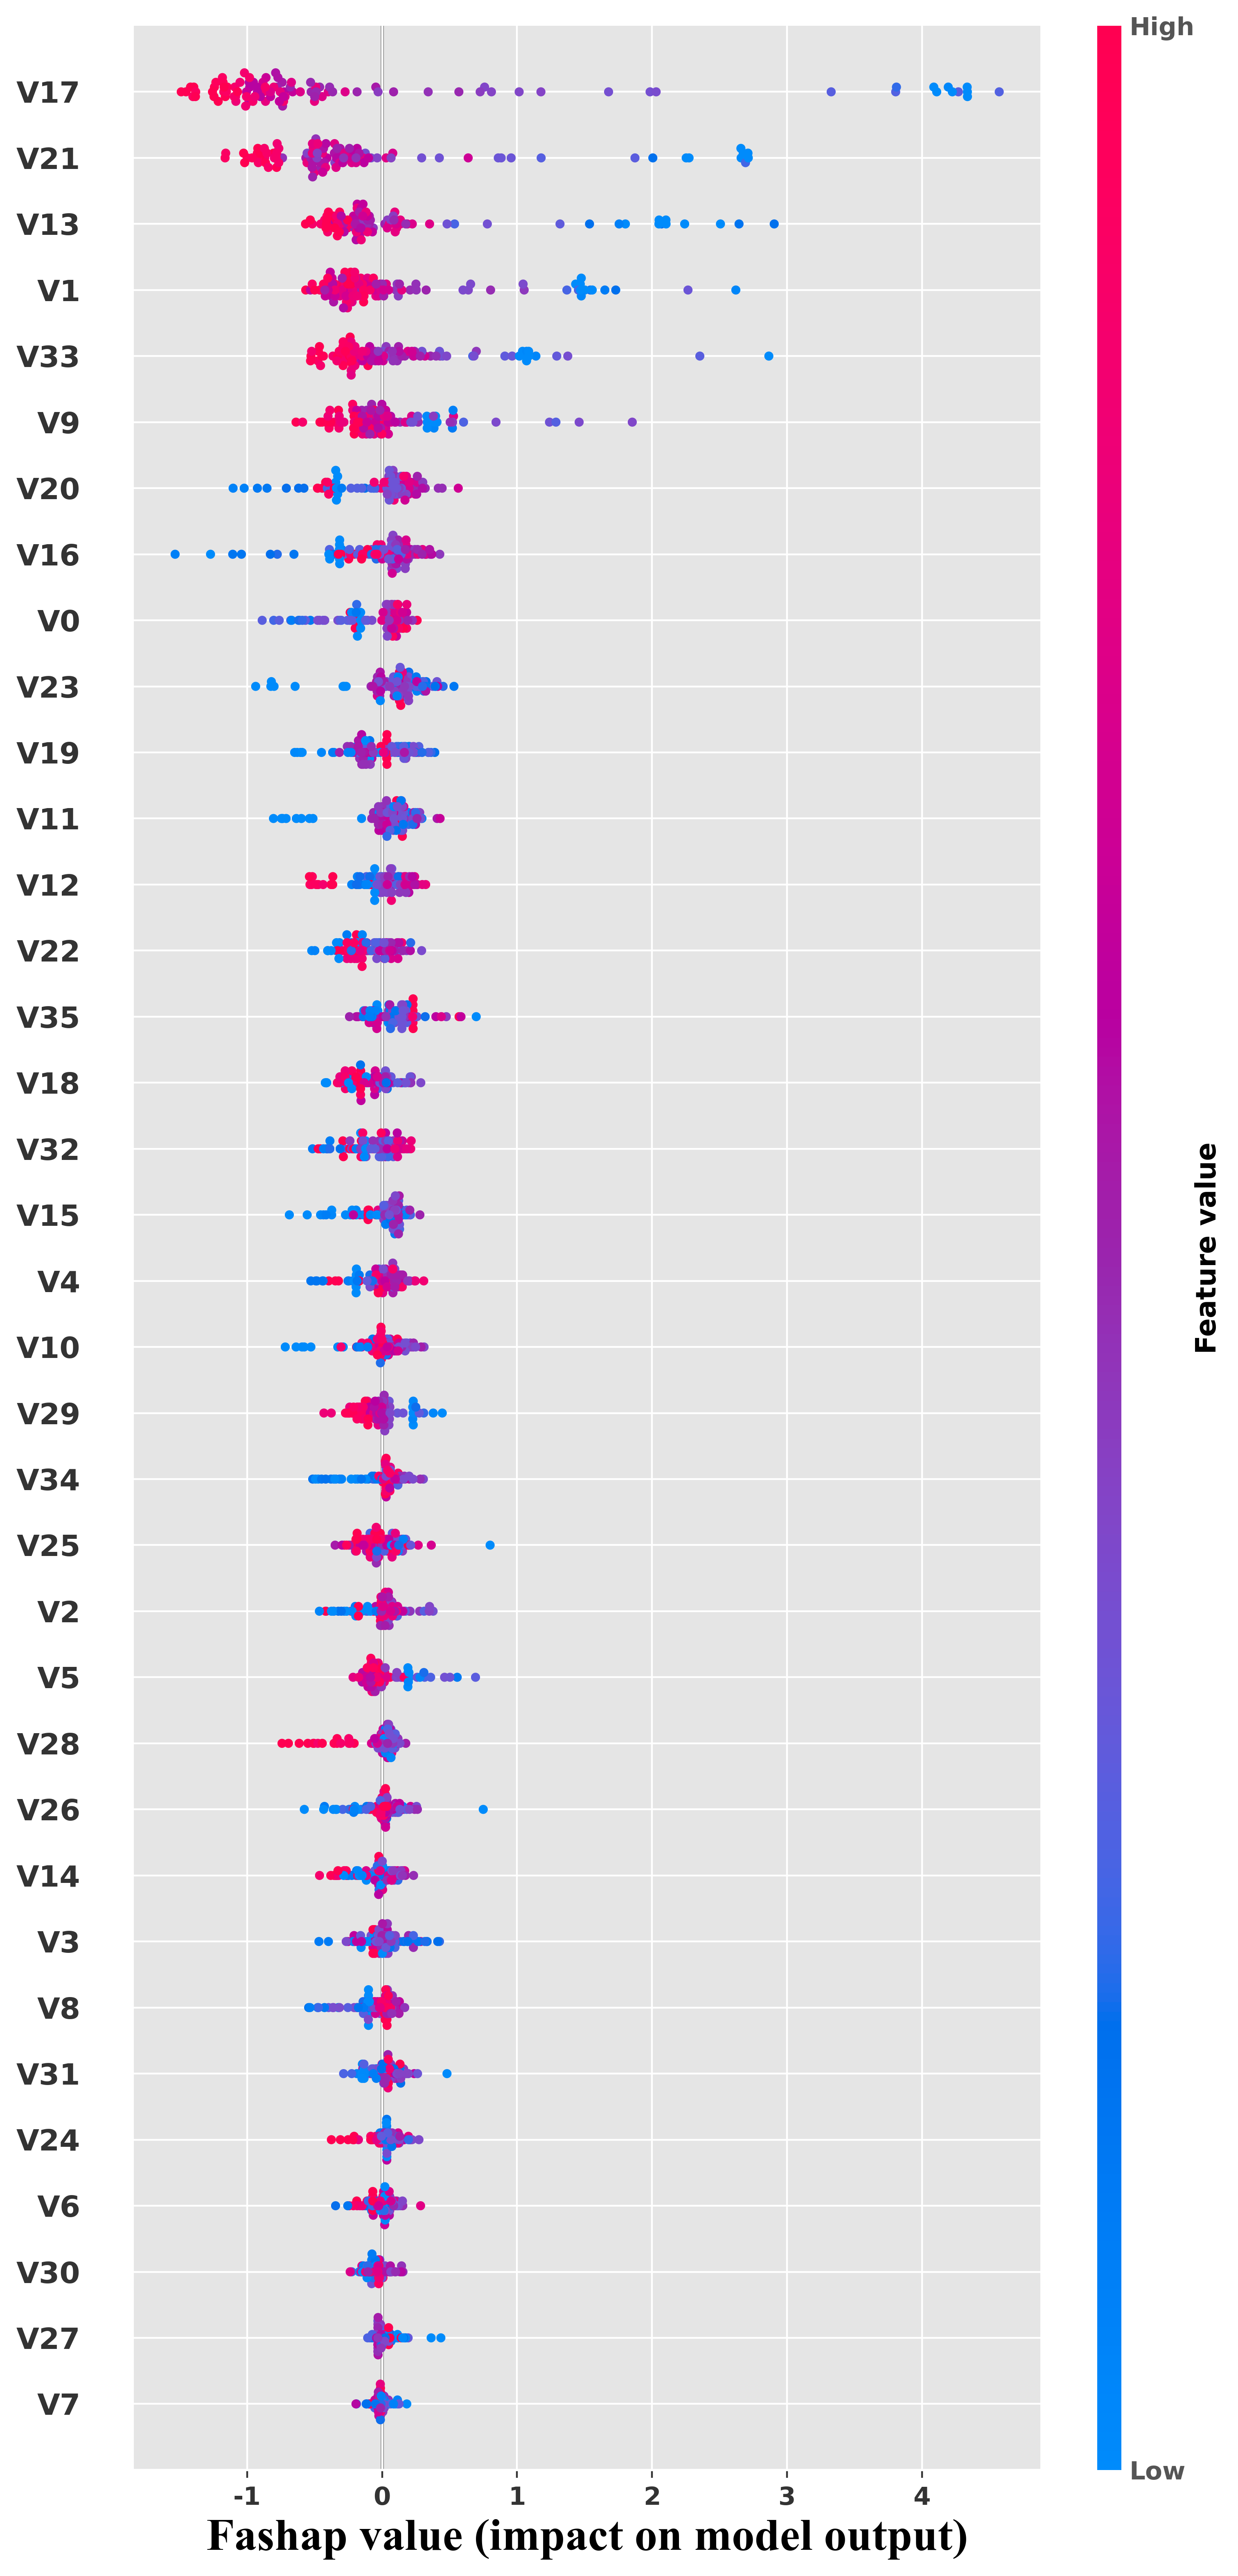 High
V17
V21
V13
V1
V33
V9
V20
V16
V0
V23
V19
V11
V12
V22
V35
V18
V32
V15
V4
V10
V29
V34
V25
V2
V5
V28
V26
V14
V3
V8
V31
V24
V6
V30
V27
V7
Feature value
Low
-1 0 1 2 3 4
Fashap value (impact on model output)